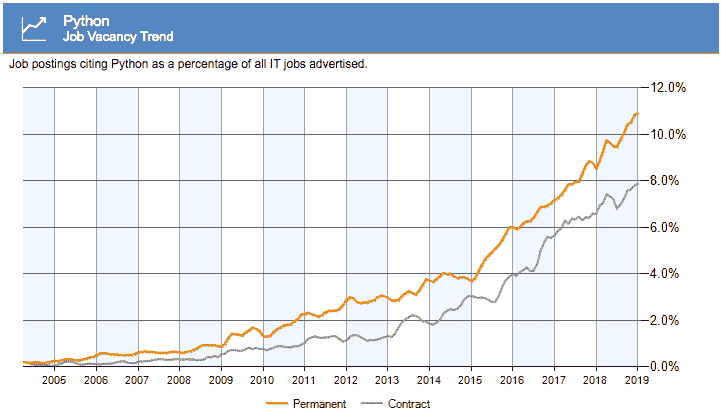 Python
Job Vacancy Trend
Job postings citing Python as a percentage of all IT jobs advertised.
12.0%
10.0%
8.0%
6.0%
4.0%
2.0%
0.0%
2005 2006 2007 2008 2009 2010 2011 2012 2013 2014 2015 2016 2017 2018 2019
Permanent Contract